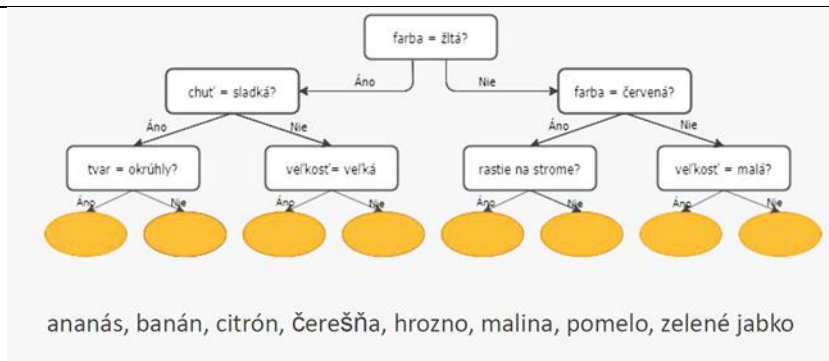 farba = žltá?
Áno
Nie
chuť = sladká?
farba = červená?
Áno
Nie
Áno
Nie
tvar = okrúhly?
veľkosť= veľká
rastie na strome?
veľkosť = malá?
Áno
Nie
Áno
Nie
Áno
Nie
Áno
Nie
ananás, banán, citrón, čerešňa, hrozno, malina, pomelo, zelené jabko